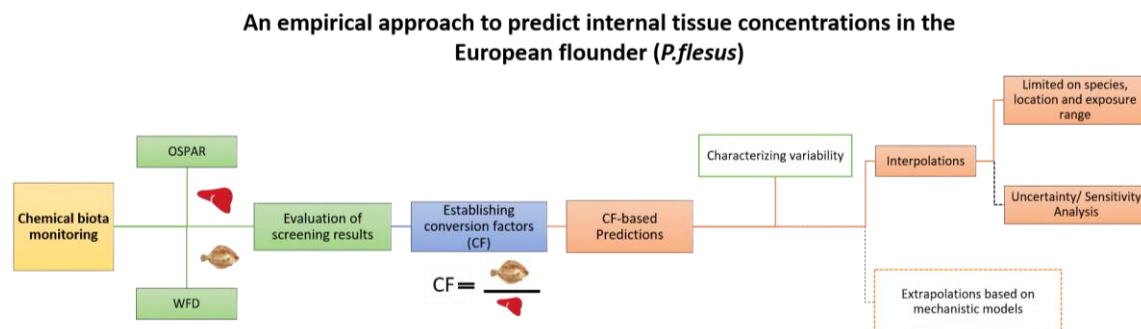 An empirical approach to predict internal tissue concentrations in the
European flounder (P.flesus)
OSPAR
Chemical biota
monitoring
WFD
Evaluation of
screening results
Establishing
conversion factors
(CF)
CF=
CF-based
Predictions
Characterizing variability
Interpolations
Limited on species,
location and exposure
range
Uncertainty/ Sensitivity
Analysis
Extrapolations based on
mechanistic models